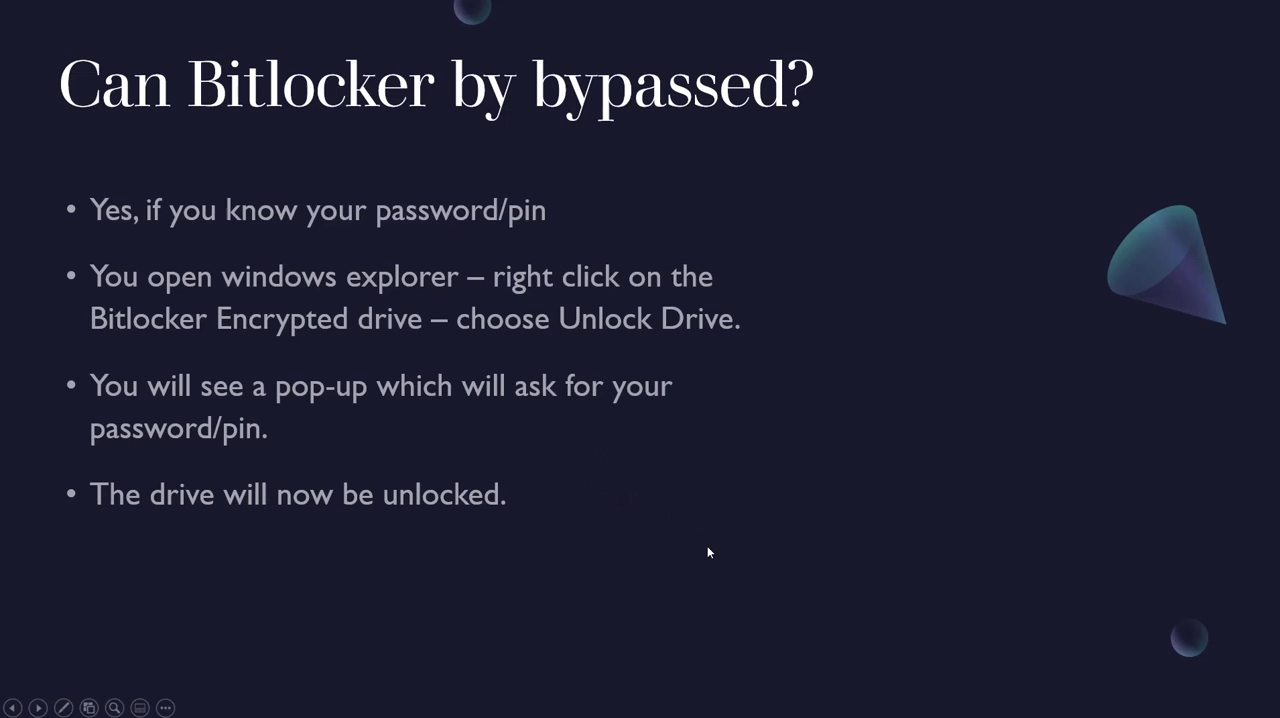 Can Bitlocker by bypassed?
• Yes, if you know your password/pin
• You open windows explorer – right click on the
Bitlocker Encrypted drive – choose Unlock Drive.
• You will see a pop-up which will ask for your
password/pin.
• The drive will now be unlocked.